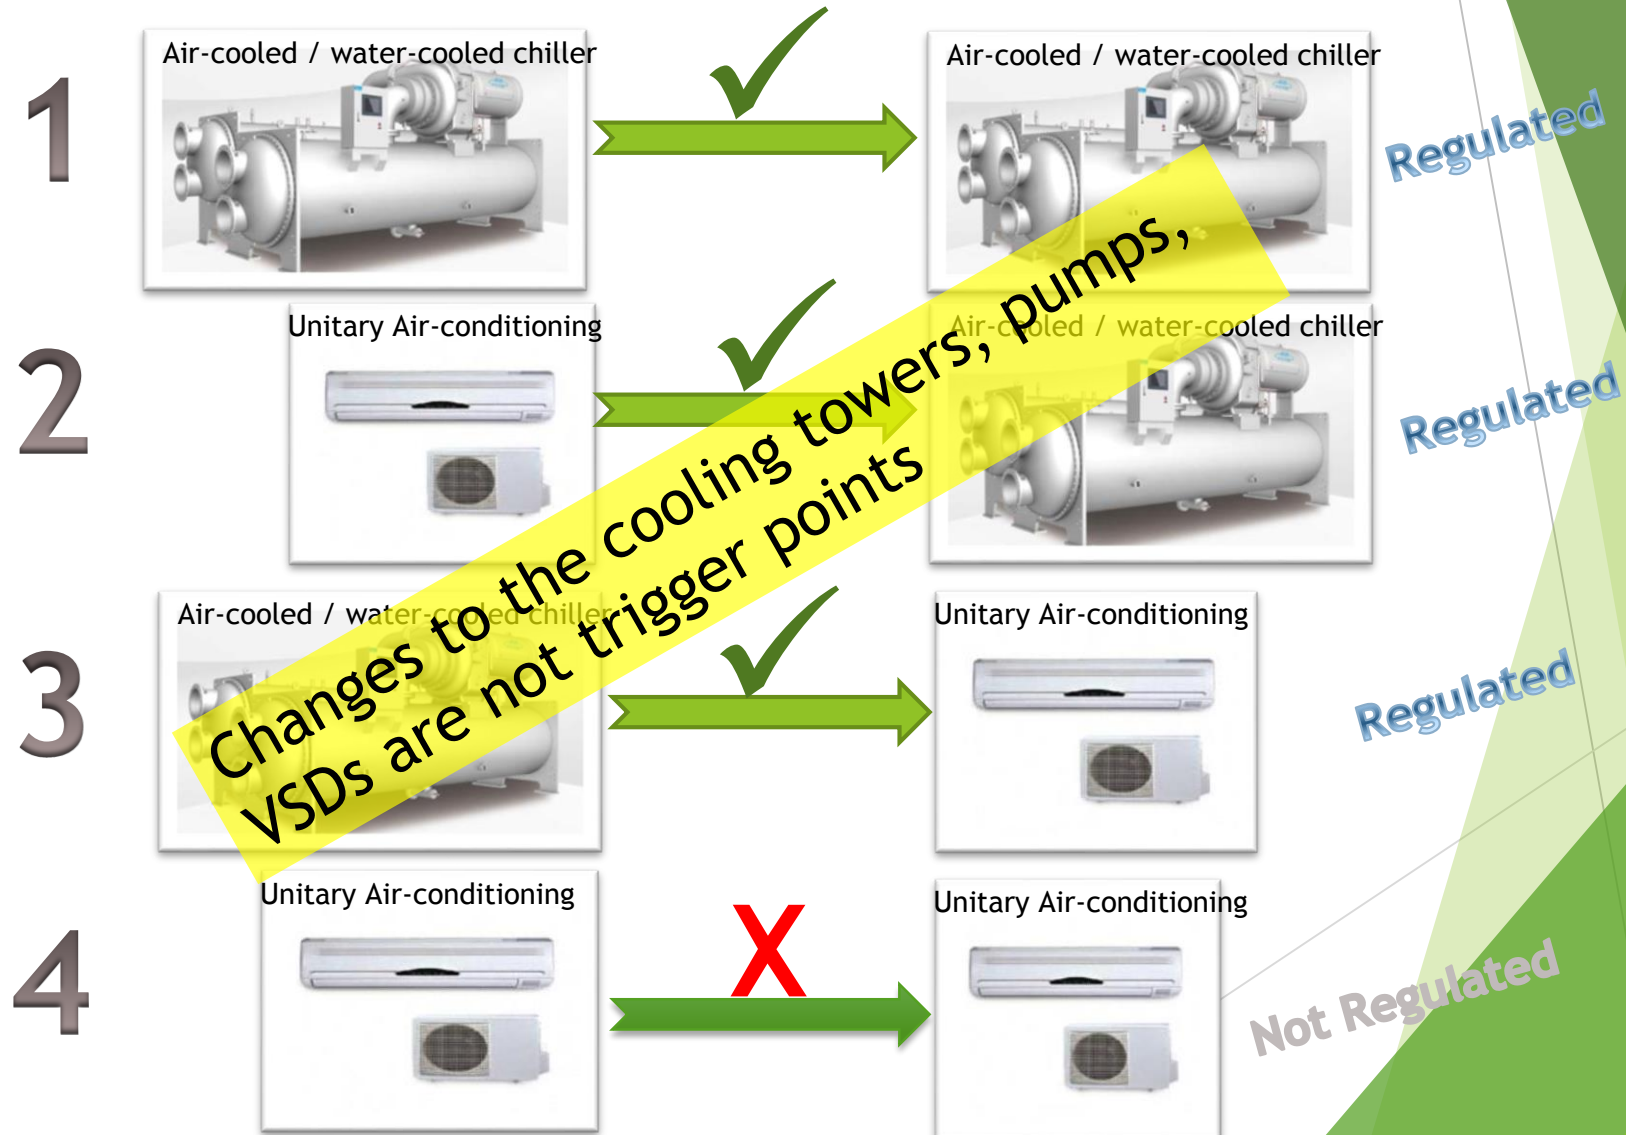 1
Air-cooled / water-cooled chiller
Air-cooled / water-cooled chiller
Regulated
2
Unitary Air-conditioning
Air-cooled / water-cooled chiller
Regulated
Changes to the cooling towers, pumps,
VSDs are not trigger points
3
Air-cooled / water-cooled chiller
Unitary Air-conditioning
Regulated
4
Unitary Air-conditioning
X
Unitary Air-conditioning
Not Regulated